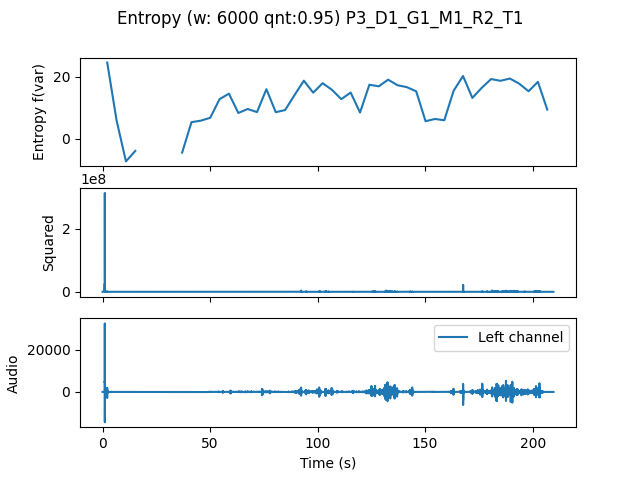 Entropy (w: 6000 qnt:0.95) P3_D1_G1_M1_R2_T1
Entropy f(var)
20
0
1e8
Squared
2
0
Audio
20000
0
Left channel
0 50 100 150 200
Time (s)